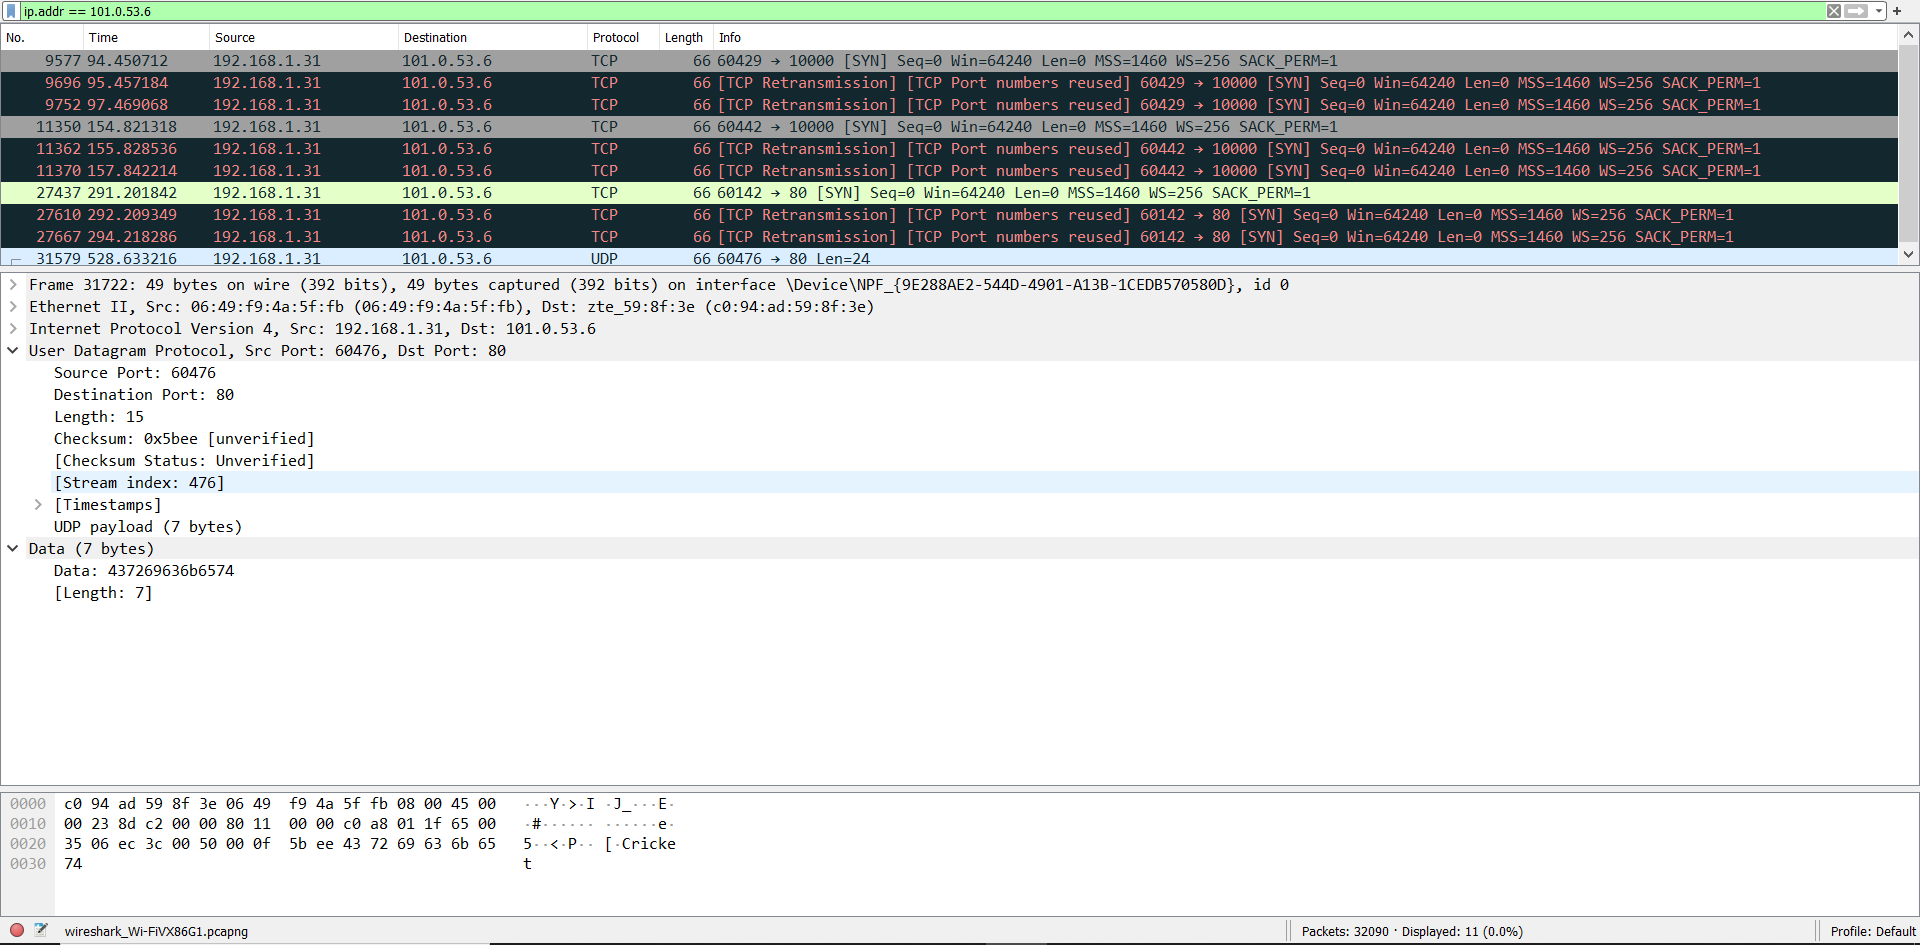 ip.addr == 101.0.53.6
No. Time Source Destination Protocol Length Info
9577 94.450712 192.168.1.31 101.0.53.6 TCP 66 60429 → 10000 [SYN] Seq=0 Win=64240 Len=0 MSS=1460 WS=256 SACK_PERM=1
9696 95.457184 192.168.1.31 101.0.53.6 TCP 66 [TCP Retransmission] [TCP Port numbers reused] 60429 → 10000 [SYN] Seq=0 Win=64240 Len=0 MSS=1460 WS=256 SACK_PERM=1
9752 97.469068 192.168.1.31 101.0.53.6 TCP 66 [TCP Retransmission] [TCP Port numbers reused] 60429 → 10000 [SYN] Seq=0 Win=64240 Len=0 MSS=1460 WS=256 SACK_PERM=1
11350 154.821318 192.168.1.31 101.0.53.6 TCP 66 60442 → 10000 [SYN] Seq=0 Win=64240 Len=0 MSS=1460 WS=256 SACK_PERM=1
11362 155.828536 192.168.1.31 101.0.53.6 TCP 66 [TCP Retransmission] [TCP Port numbers reused] 60442 → 10000 [SYN] Seq=0 Win=64240 Len=0 MSS=1460 WS=256 SACK_PERM=1
11370 157.842214 192.168.1.31 101.0.53.6 TCP 66 [TCP Retransmission] [TCP Port numbers reused] 60442 → 10000 [SYN] Seq=0 Win=64240 Len=0 MSS=1460 WS=256 SACK_PERM=1
27437 291.201842 192.168.1.31 101.0.53.6 TCP 66 60142 → 80 [SYN] Seq=0 Win=64240 Len=0 MSS=1460 WS=256 SACK_PERM=1
27610 292.209349 192.168.1.31 101.0.53.6 TCP 66 [TCP Retransmission] [TCP Port numbers reused] 60142 → 80 [SYN] Seq=0 Win=64240 Len=0 MSS=1460 WS=256 SACK_PERM=1
27667 294.218286 192.168.1.31 101.0.53.6 TCP 66 [TCP Retransmission] [TCP Port numbers reused] 60142 → 80 [SYN] Seq=0 Win=64240 Len=0 MSS=1460 WS=256 SACK_PERM=1
31579 528.633216 192.168.1.31 101.0.53.6 UDP 66 60476 → 80 Len=24
Frame 31722: 49 bytes on wire (392 bits), 49 bytes captured (392 bits) on interface \Device\NPF_{9E288AE2-544D-4901-A13B-1CEDB570580D}, id 0
Ethernet II, Src: 06:49:f9:4a:5f:fb (06:49:f9:4a:5f:fb), Dst: zte_59:8f:3e (c0:94:ad:59:8f:3e)
Internet Protocol Version 4, Src: 192.168.1.31, Dst: 101.0.53.6
User Datagram Protocol, Src Port: 60476, Dst Port: 80
Source Port: 60476
Destination Port: 80
Length: 15
Checksum: 0x5bee [unverified]
[Checksum Status: Unverified]
[Stream index: 476]
[Timestamps]
UDP payload (7 bytes)
Data (7 bytes)
Data: 437269636b6574
[Length: 7]
0000 c0 94 ad 59 8f 3e 06 49 f9 4a 5f fb 08 00 45 00 ···Y·>·I ·J_···E·
0010 00 23 8d c2 00 00 80 11 00 00 c0 a8 01 1f 65 00 ·#······ ······e·
0020 35 06 ec 3c 00 50 00 0f 5b ee 43 72 69 63 6b 65 5··<·P·· [·Cricke
0030 74 t
wireshark_Wi-FiVX86G1.pcapng Packets: 32090 · Displayed: 11 (0.0%) Profile: Default